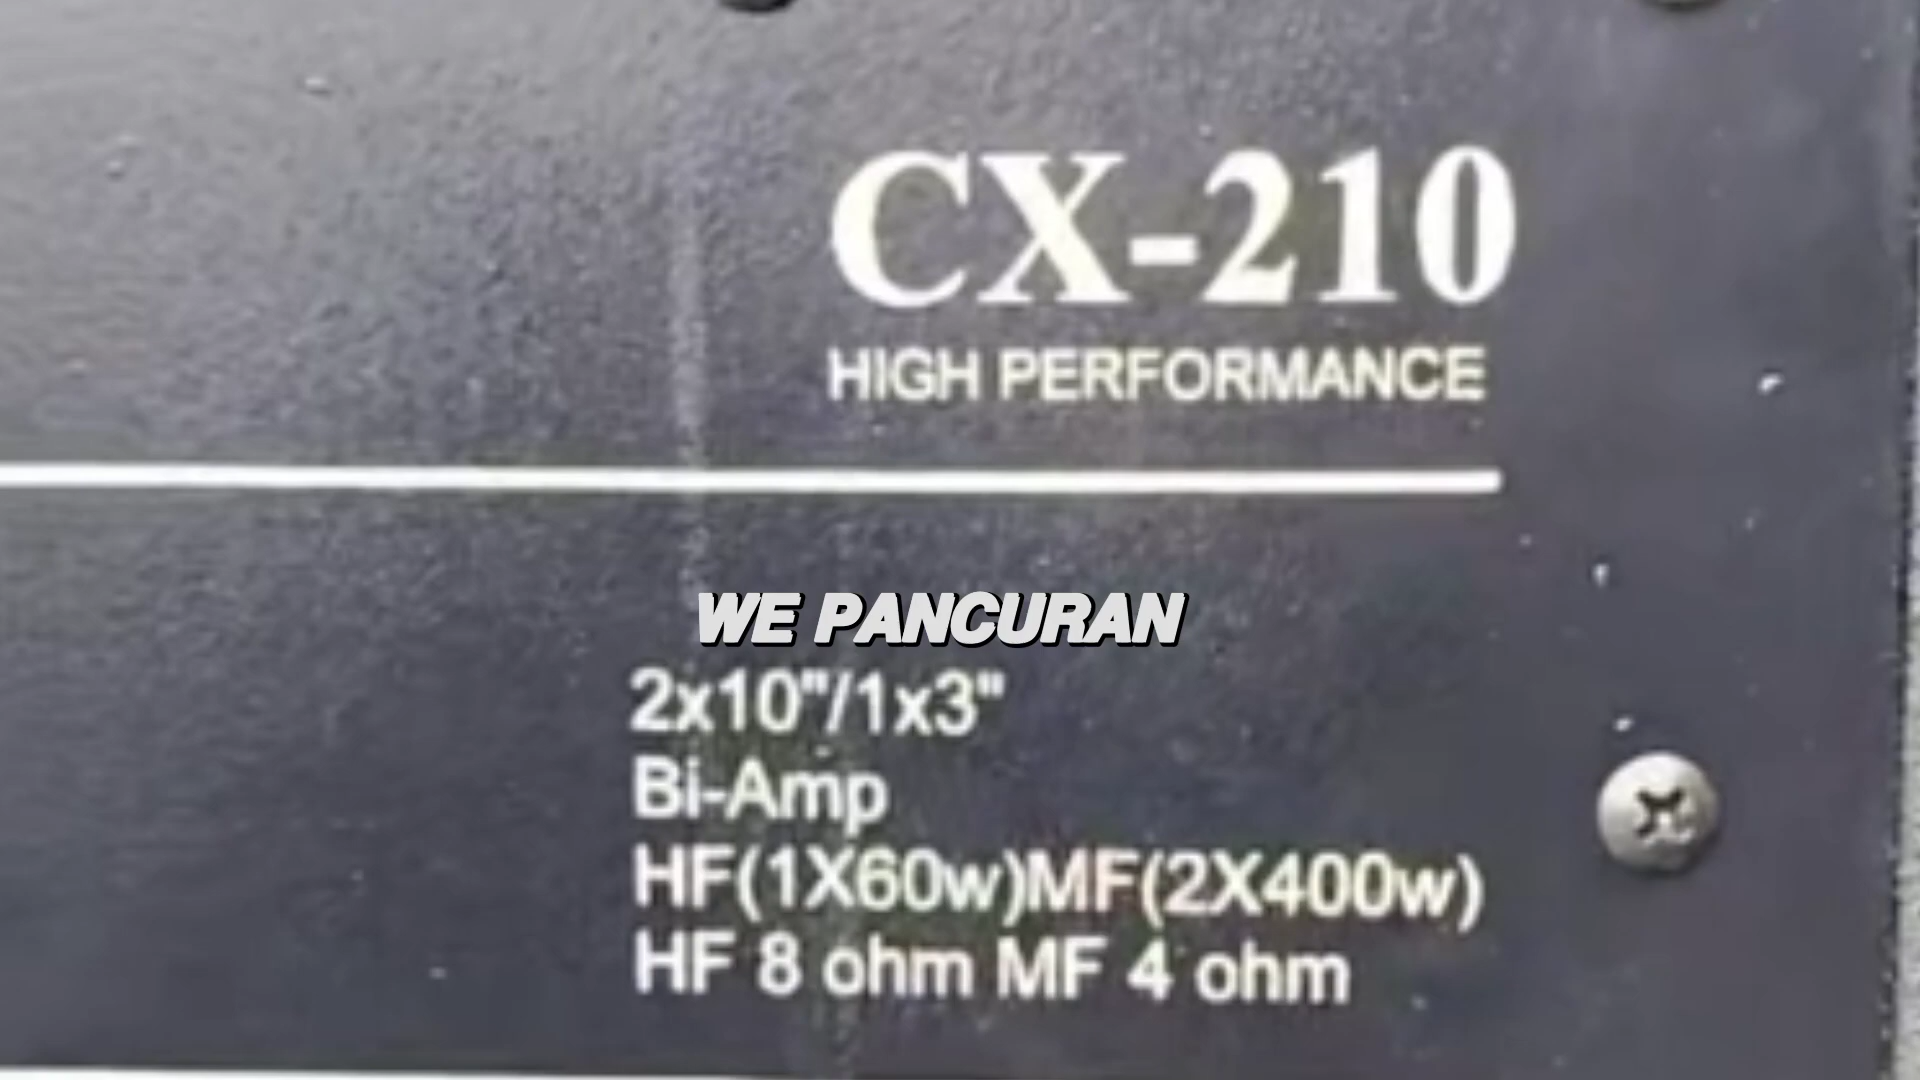 CX-210
HIGH PERFORMANCE
WE PANCURAN
2x10"/1x3"
Bi-Amp
HF(1X60w)MF(2X400w)
HF 8 ohm MF 4 ohm